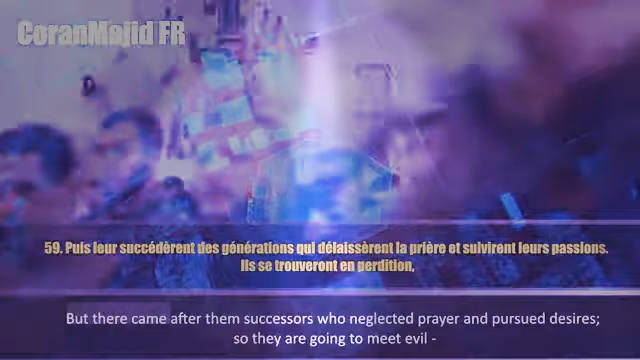 CoranMajid FR
59. Puis leur succédèrent des générations qui délaissèrent la prière et suivirent leurs passions.
Ils se trouveront en perdition,
But there came after them successors who neglected prayer and pursued desires;
so they are going to meet evil -